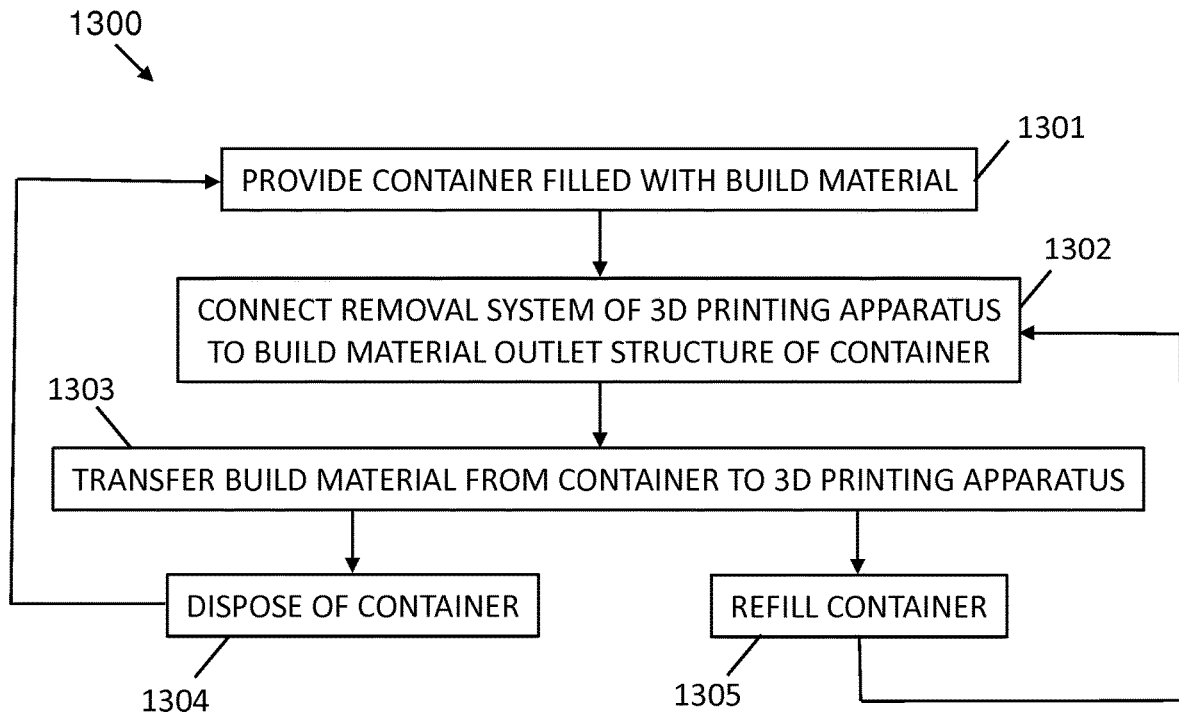 1300
1301
PROVIDE CONTAINER FILLED WITH BUILD MATERIAL
1302
CONNECT REMOVAL SYSTEM OF 3D PRINTING APPARATUS
TO BUILD MATERIAL OUTLET STRUCTURE OF CONTAINER
1303
TRANSFER BUILD MATERIAL FROM CONTAINER TO 3D PRINTING APPARATUS
DISPOSE OF CONTAINER
REFILL CONTAINER
1304
1305